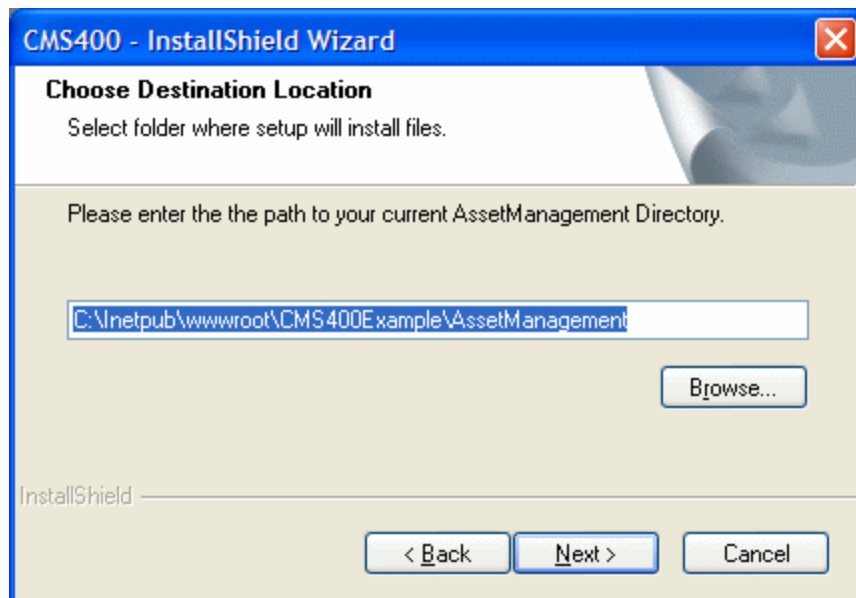 CMS400 - InstallShield Wizard
Choose Destination Location
Select folder where setup will install files.
Please enter the the path to your current AssetManagement Directory.
C:\Inetpub\wwwroot\CMS400Example\AssetManagement
Browse...
InstallShield
< Back
Next >
Cancel